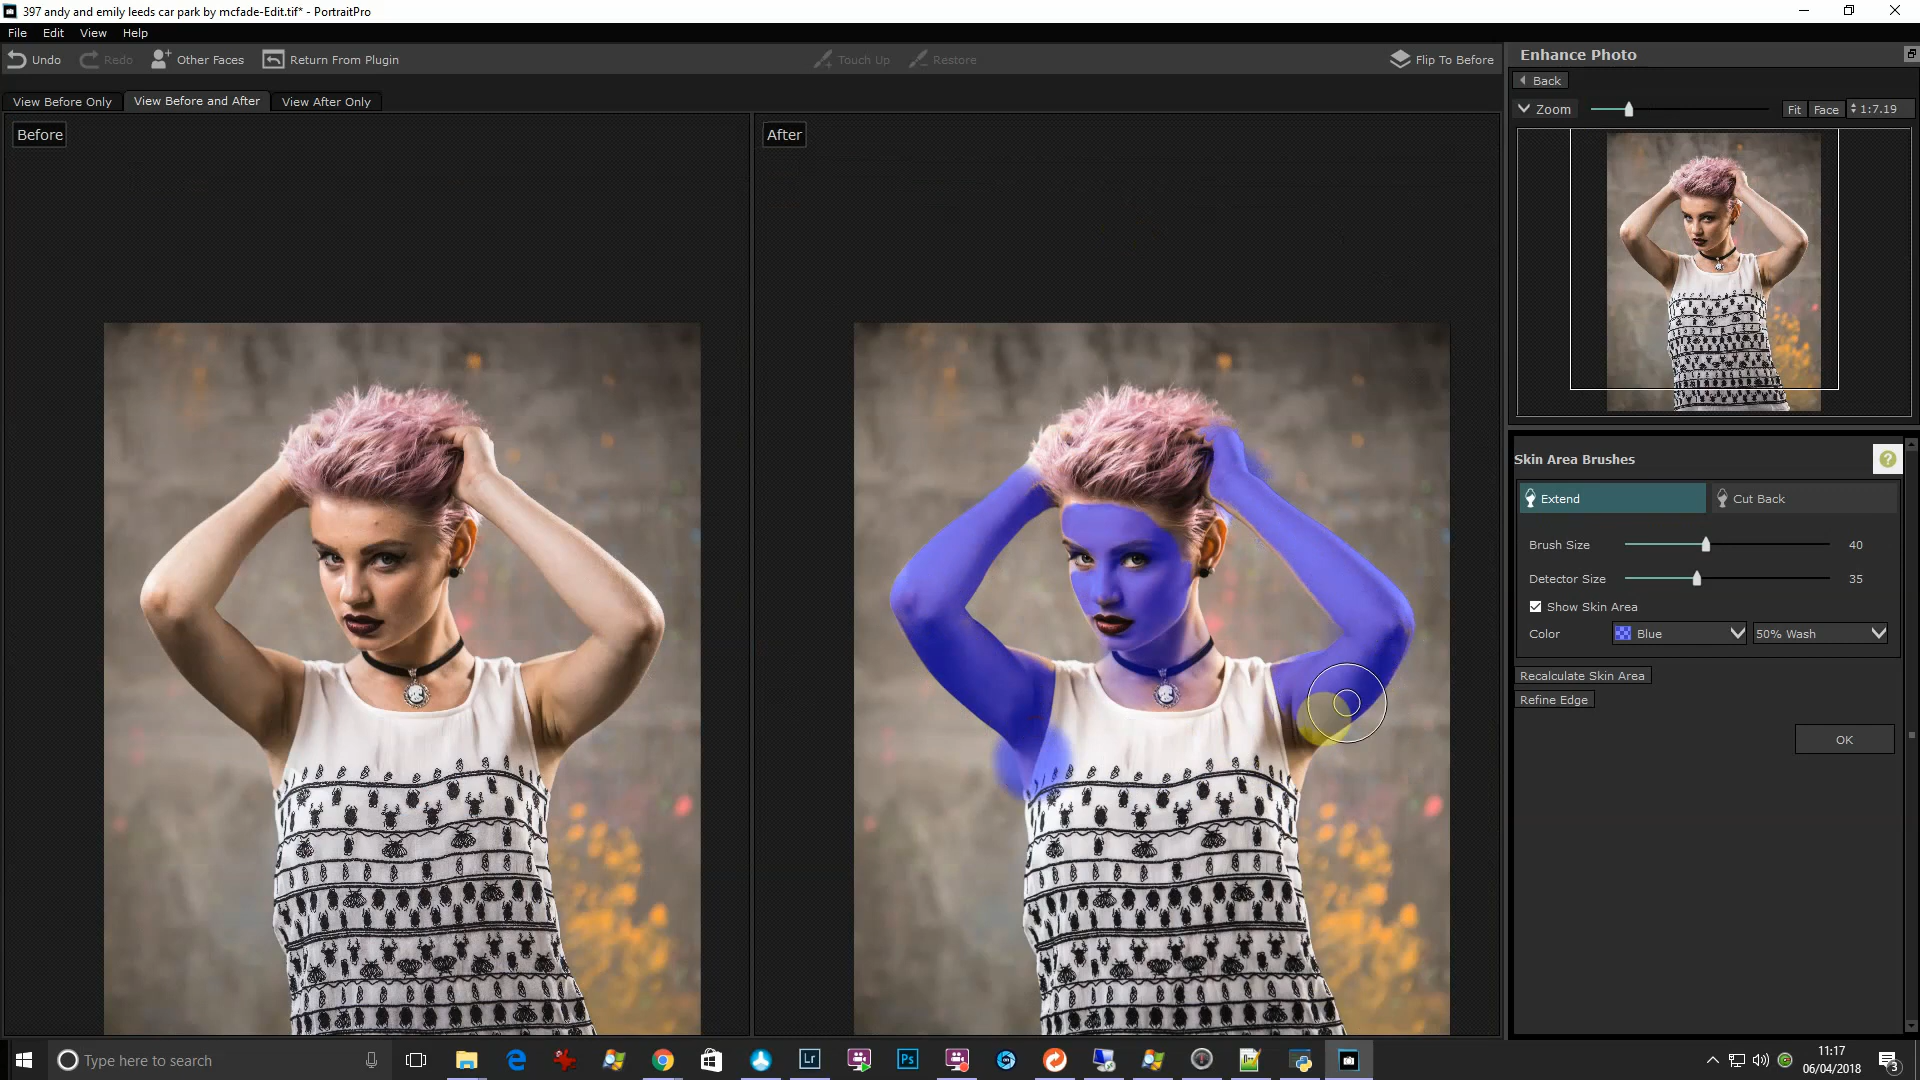 397 andy and emily leeds car park by mcfade-Edit.tif* - PortraitPro
File Edit View Help
Undo Redo Other Faces Return From Plugin Touch Up Restore Flip To Before
Enhance Photo
Back
View Before Only View Before and After View After Only
Zoom Fit Face 1:7.19
Before After
Skin Area Brushes
?
Extend Cut Back
Brush Size 40
Detector Size 35
Show Skin Area
Color Blue 50% Wash
Recalculate Skin Area
Refine Edge
OK
Type here to search
Lr
Ps
11:17
06/04/2018
3